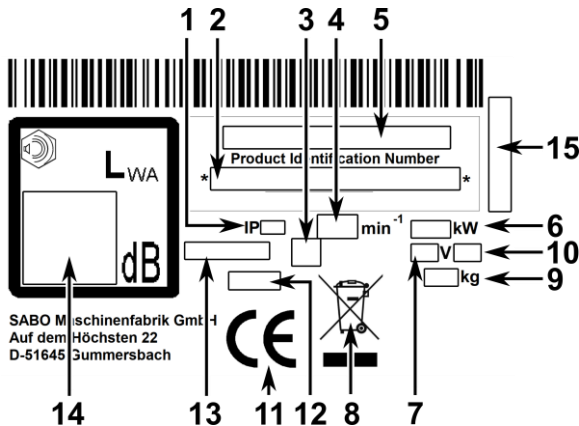 1 2 3 4 5
Product Identification Number
* *
15
LWA
dB
IP
min-1
kW
6
V
10
kg
9
SABO Maschinenfabrik GmbH
Auf dem Höchsten 22
D-51645 Gummersbach
CE
14 13 11 12 8 7